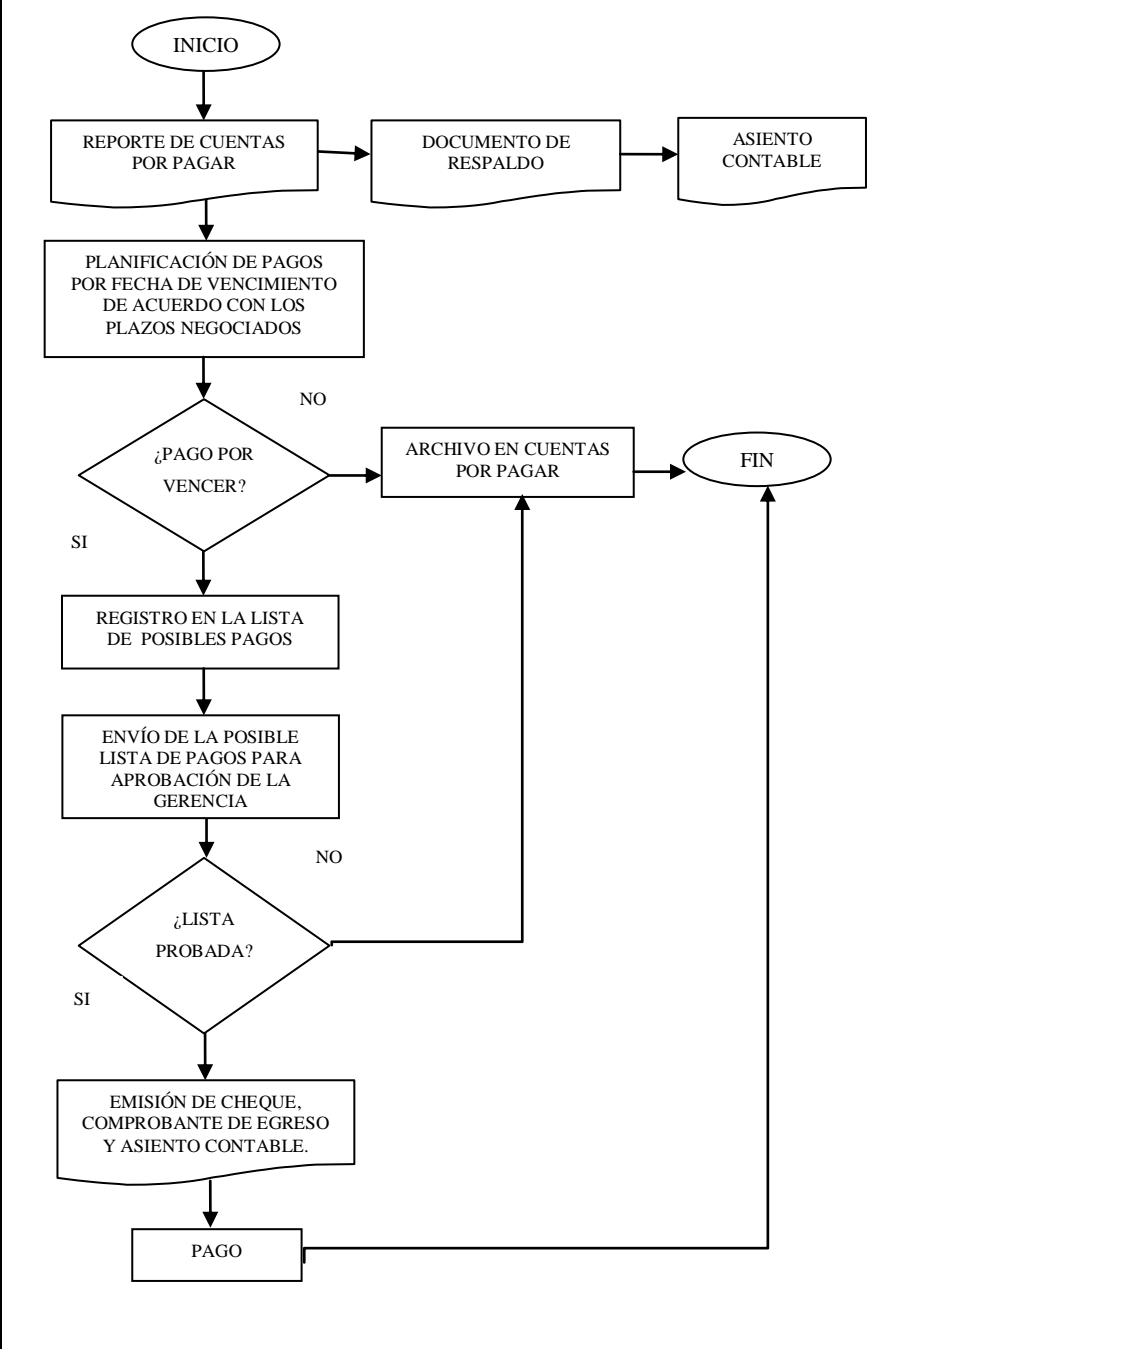 INICIO
REPORTE DE CUENTAS
POR PAGAR
DOCUMENTO DE
RESPALDO
ASIENTO
CONTABLE
PLANIFICACIÓN DE PAGOS
POR FECHA DE VENCIMIENTO
DE ACUERDO CON LOS
PLAZOS NEGOCIADOS
NO
¿PAGO POR
VENCER?
ARCHIVO EN CUENTAS
POR PAGAR
FIN
SI
REGISTRO EN LA LISTA
DE POSIBLES PAGOS
ENVÍO DE LA POSIBLE
LISTA DE PAGOS PARA
APROBACIÓN DE LA
GERENCIA
NO
¿LISTA
PROBADA?
SI
EMISIÓN DE CHEQUE,
COMPROBANTE DE EGRESO
Y ASIENTO CONTABLE.
PAGO